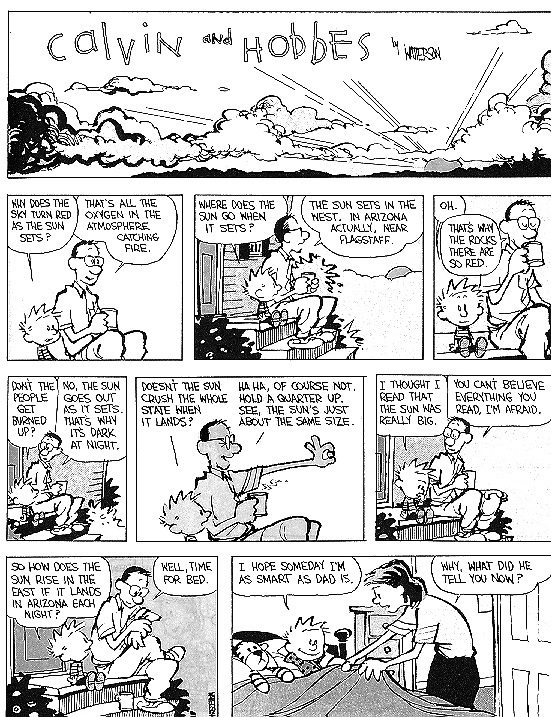 CALVIN AND HOBBES
by WATTERSON
WHY DOES THE
SKY TURN RED
AS THE SUN
SETS?
THAT'S ALL THE
OXYGEN IN THE
ATMOSPHERE
CATCHING
FIRE.
WHERE DOES THE
SUN GO WHEN
IT SETS?
THE SUN SETS IN THE
WEST. IN ARIZONA
ACTUALLY, NEAR
FLAGSTAFF.
OH.
THAT'S WHY
THE ROCKS
THERE ARE
SO RED.
DON'T THE
PEOPLE
GET
BURNED
UP?
NO, THE SUN
GOES OUT
AS IT SETS.
THAT'S WHY
IT'S DARK
AT NIGHT.
DOESN'T THE SUN
CRUSH THE WHOLE
STATE WHEN
IT LANDS?
HA HA, OF COURSE NOT.
HOLD A QUARTER UP.
SEE, THE SUN'S JUST
ABOUT THE SAME SIZE.
I THOUGHT I
READ THAT
THE SUN WAS
REALLY BIG.
YOU CAN'T BELIEVE
EVERYTHING YOU
READ, I'M AFRAID.
SO HOW DOES THE
SUN RISE IN THE
EAST IF IT LANDS
IN ARIZONA EACH
NIGHT?
WELL, TIME
FOR BED.
I HOPE SOMEDAY I'M
AS SMART AS DAD IS.
WHY, WHAT DID HE
TELL YOU NOW?